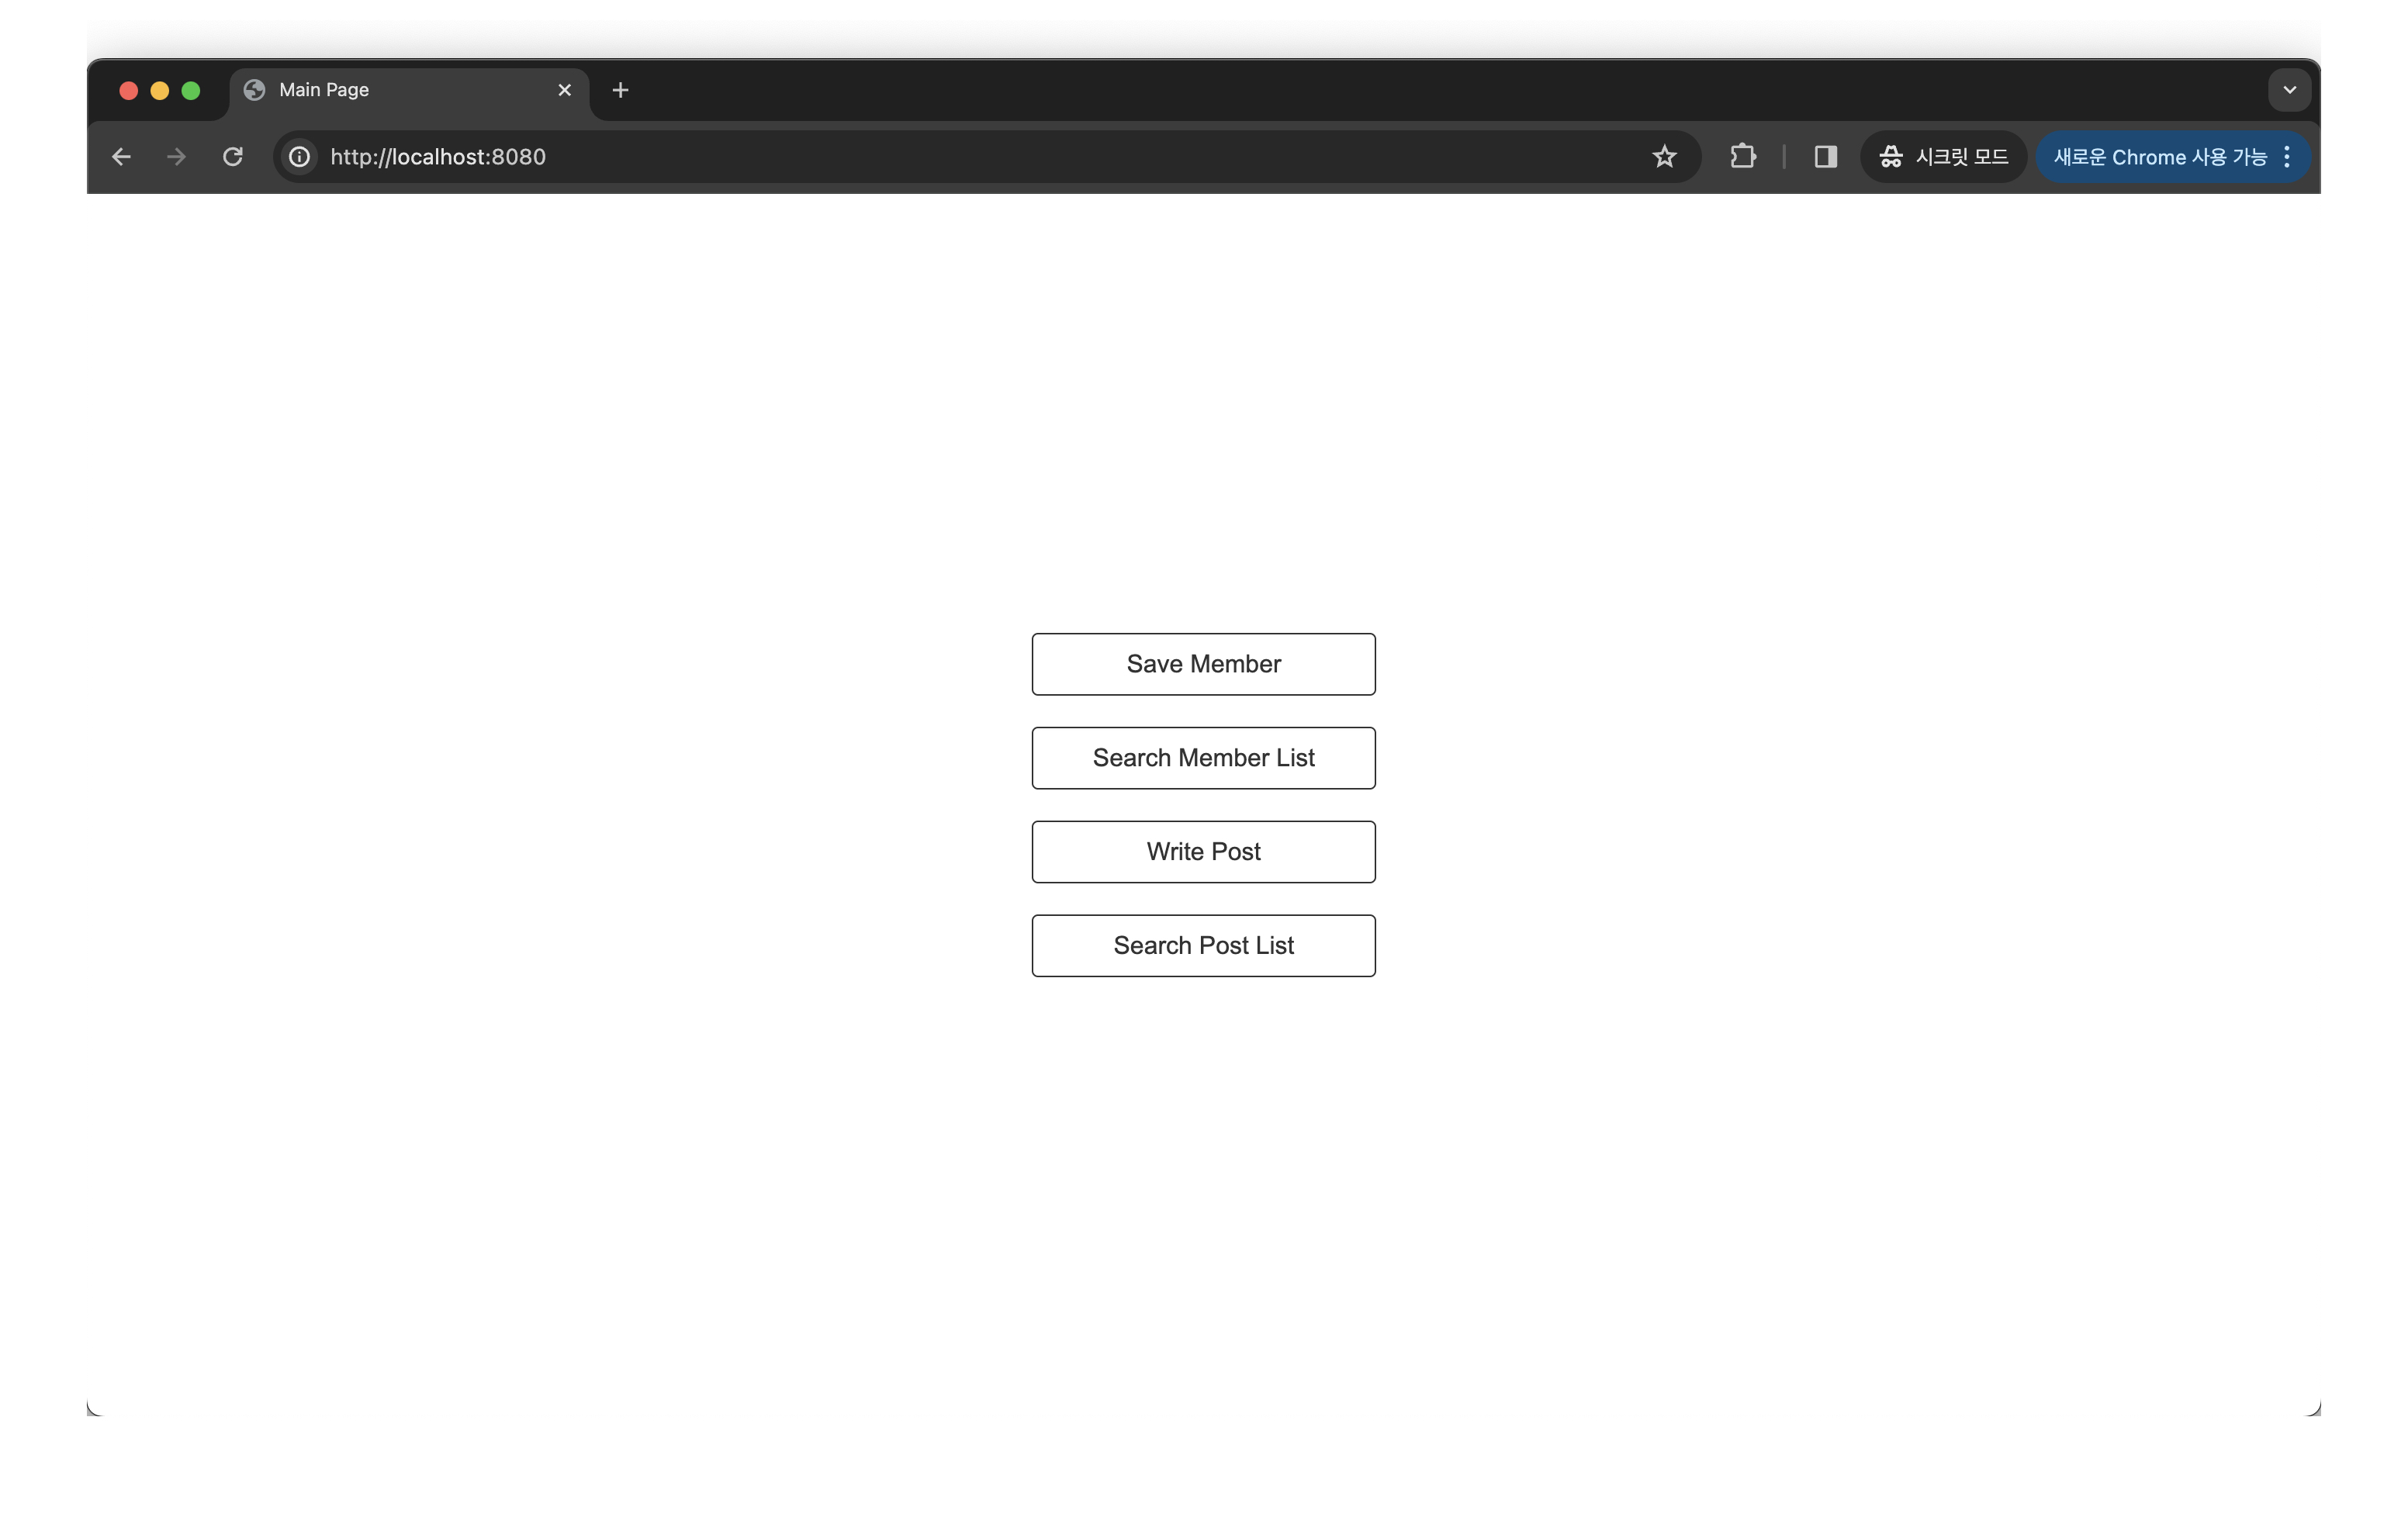 Main Page
http://localhost:8080
시크릿 모드
새로운 Chrome 사용 가능
Save Member
Search Member List
Write Post
Search Post List